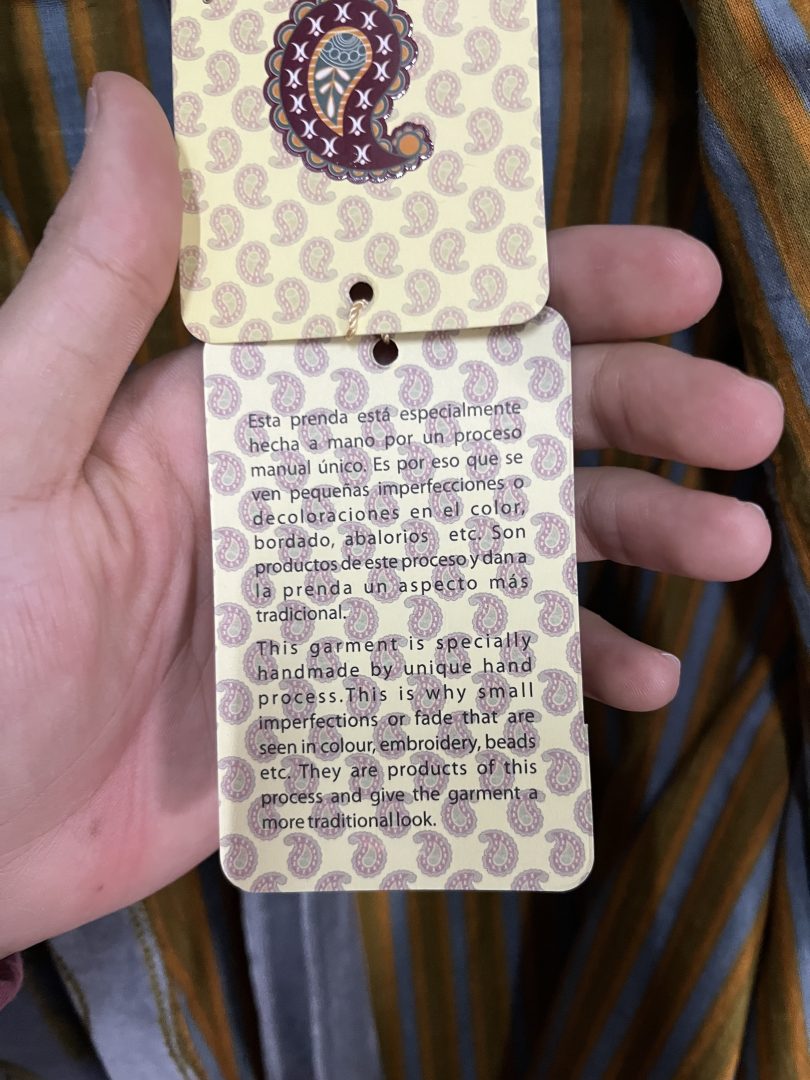 Esta prenda está especialmente
hecha a mano por un proceso
manual único. Es por eso que se
ven pequeñas imperfecciones o
decoloraciones en el color,
bordado, abalorios etc. Son
productos de este proceso y dan a
la prenda un aspecto más
tradicional.
This garment is specially
handmade by unique hand
process.This is why small
imperfections or fade that are
seen in colour, embroidery, beads
etc. They are products of this
process and give the garment a
more traditional look.